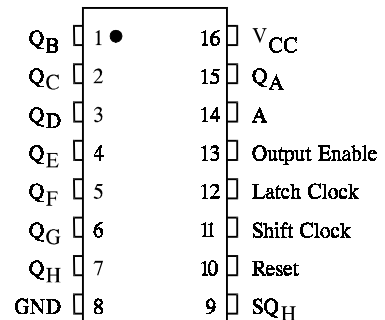 QB 1 16 VCC
QC 2 15 QA
QD 3 14 A
QE 4 13 Output Enable
QF 5 12 Latch Clock
QG 6 11 Shift Clock
QH 7 10 Reset
GND 8 9 SQH